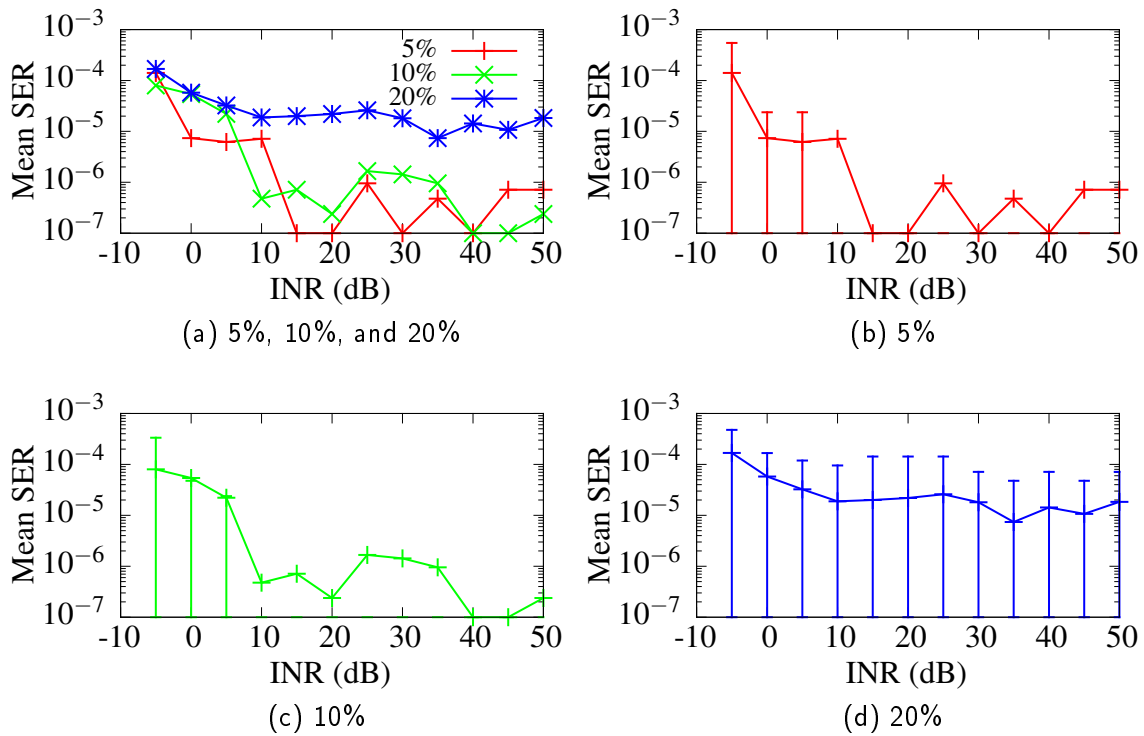 10^{-3}
10^{-4}
10^{-5}
10^{-6}
10^{-7}
Mean SER
5%
10%
20%
-10 0 10 20 30 40 50
INR (dB)
(a) 5%, 10%, and 20%
10^{-3}
10^{-4}
10^{-5}
10^{-6}
10^{-7}
Mean SER
-10 0 10 20 30 40 50
INR (dB)
(b) 5%
10^{-3}
10^{-4}
10^{-5}
10^{-6}
10^{-7}
Mean SER
-10 0 10 20 30 40 50
INR (dB)
(c) 10%
10^{-3}
10^{-4}
10^{-5}
10^{-6}
10^{-7}
Mean SER
-10 0 10 20 30 40 50
INR (dB)
(d) 20%